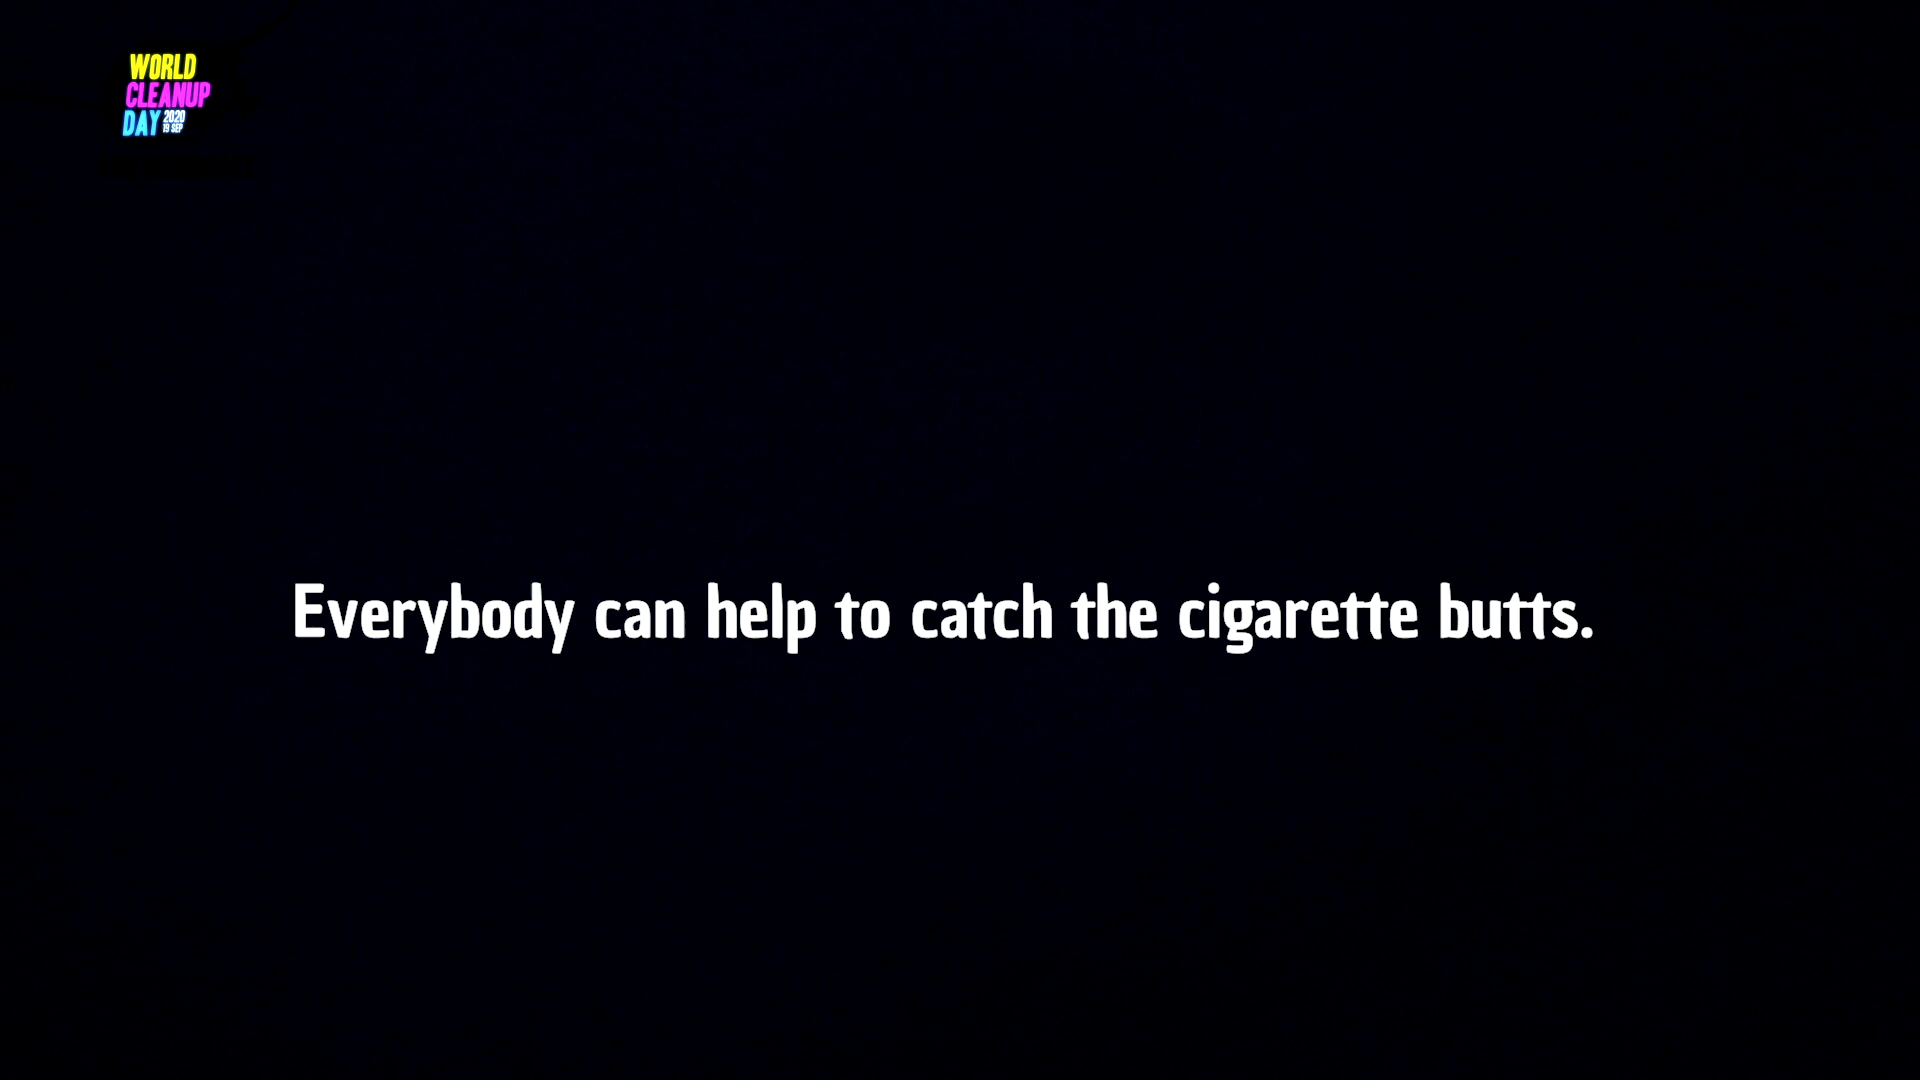 WORLD
CLEANUP
DAY 2020
19 SEP
Everybody can help to catch the cigarette butts.